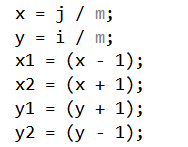 x = j / m;
y = i / m;
x1 = (x - 1);
x2 = (x + 1);
y1 = (y + 1);
y2 = (y - 1);